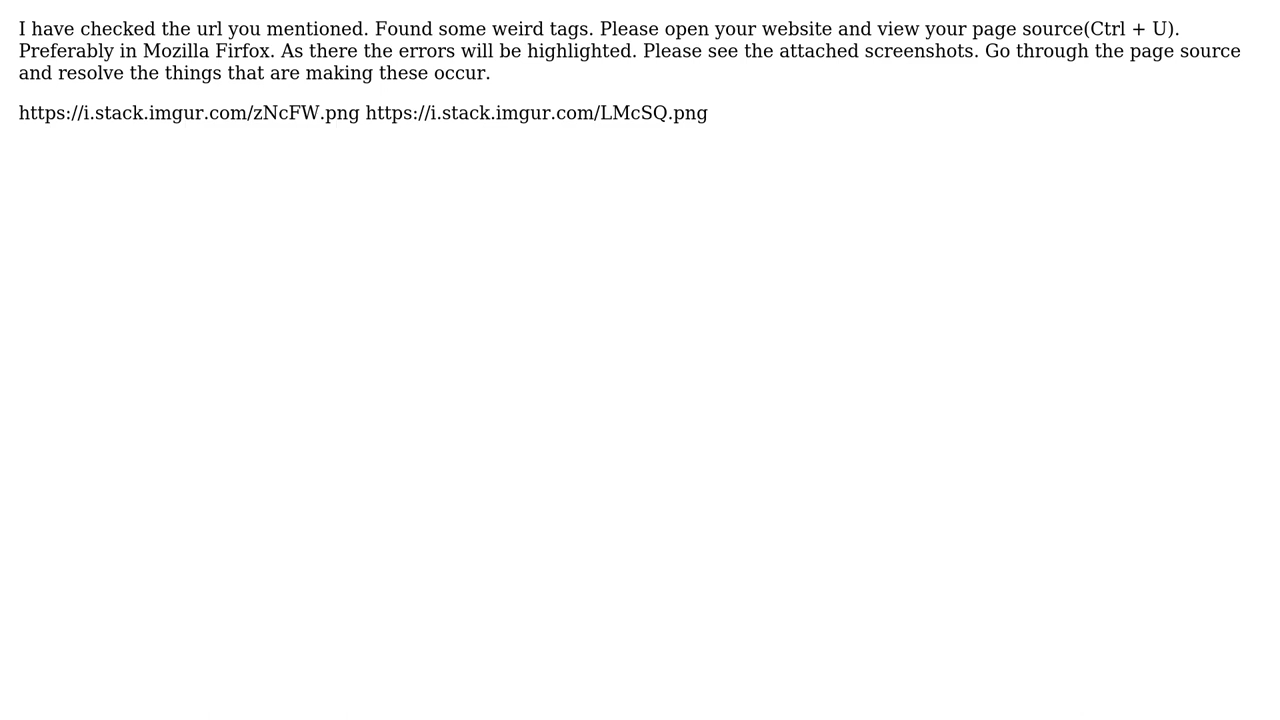 I have checked the url you mentioned. Found some weird tags. Please open your website and view your page source(Ctrl + U).
Preferably in Mozilla Firfox. As there the errors will be highlighted. Please see the attached screenshots. Go through the page source
and resolve the things that are making these occur.
https://i.stack.imgur.com/zNcFW.png https://i.stack.imgur.com/LMcSQ.png